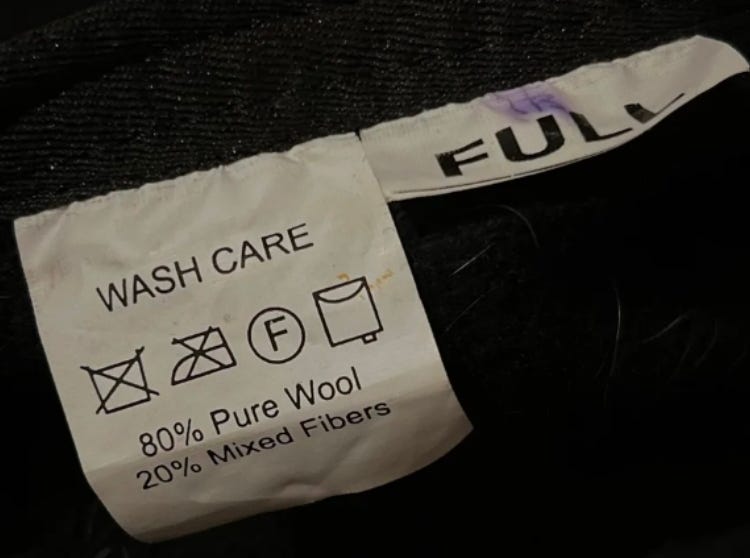 WASH CARE
F
80% Pure Wool
20% Mixed Fibers
FULL